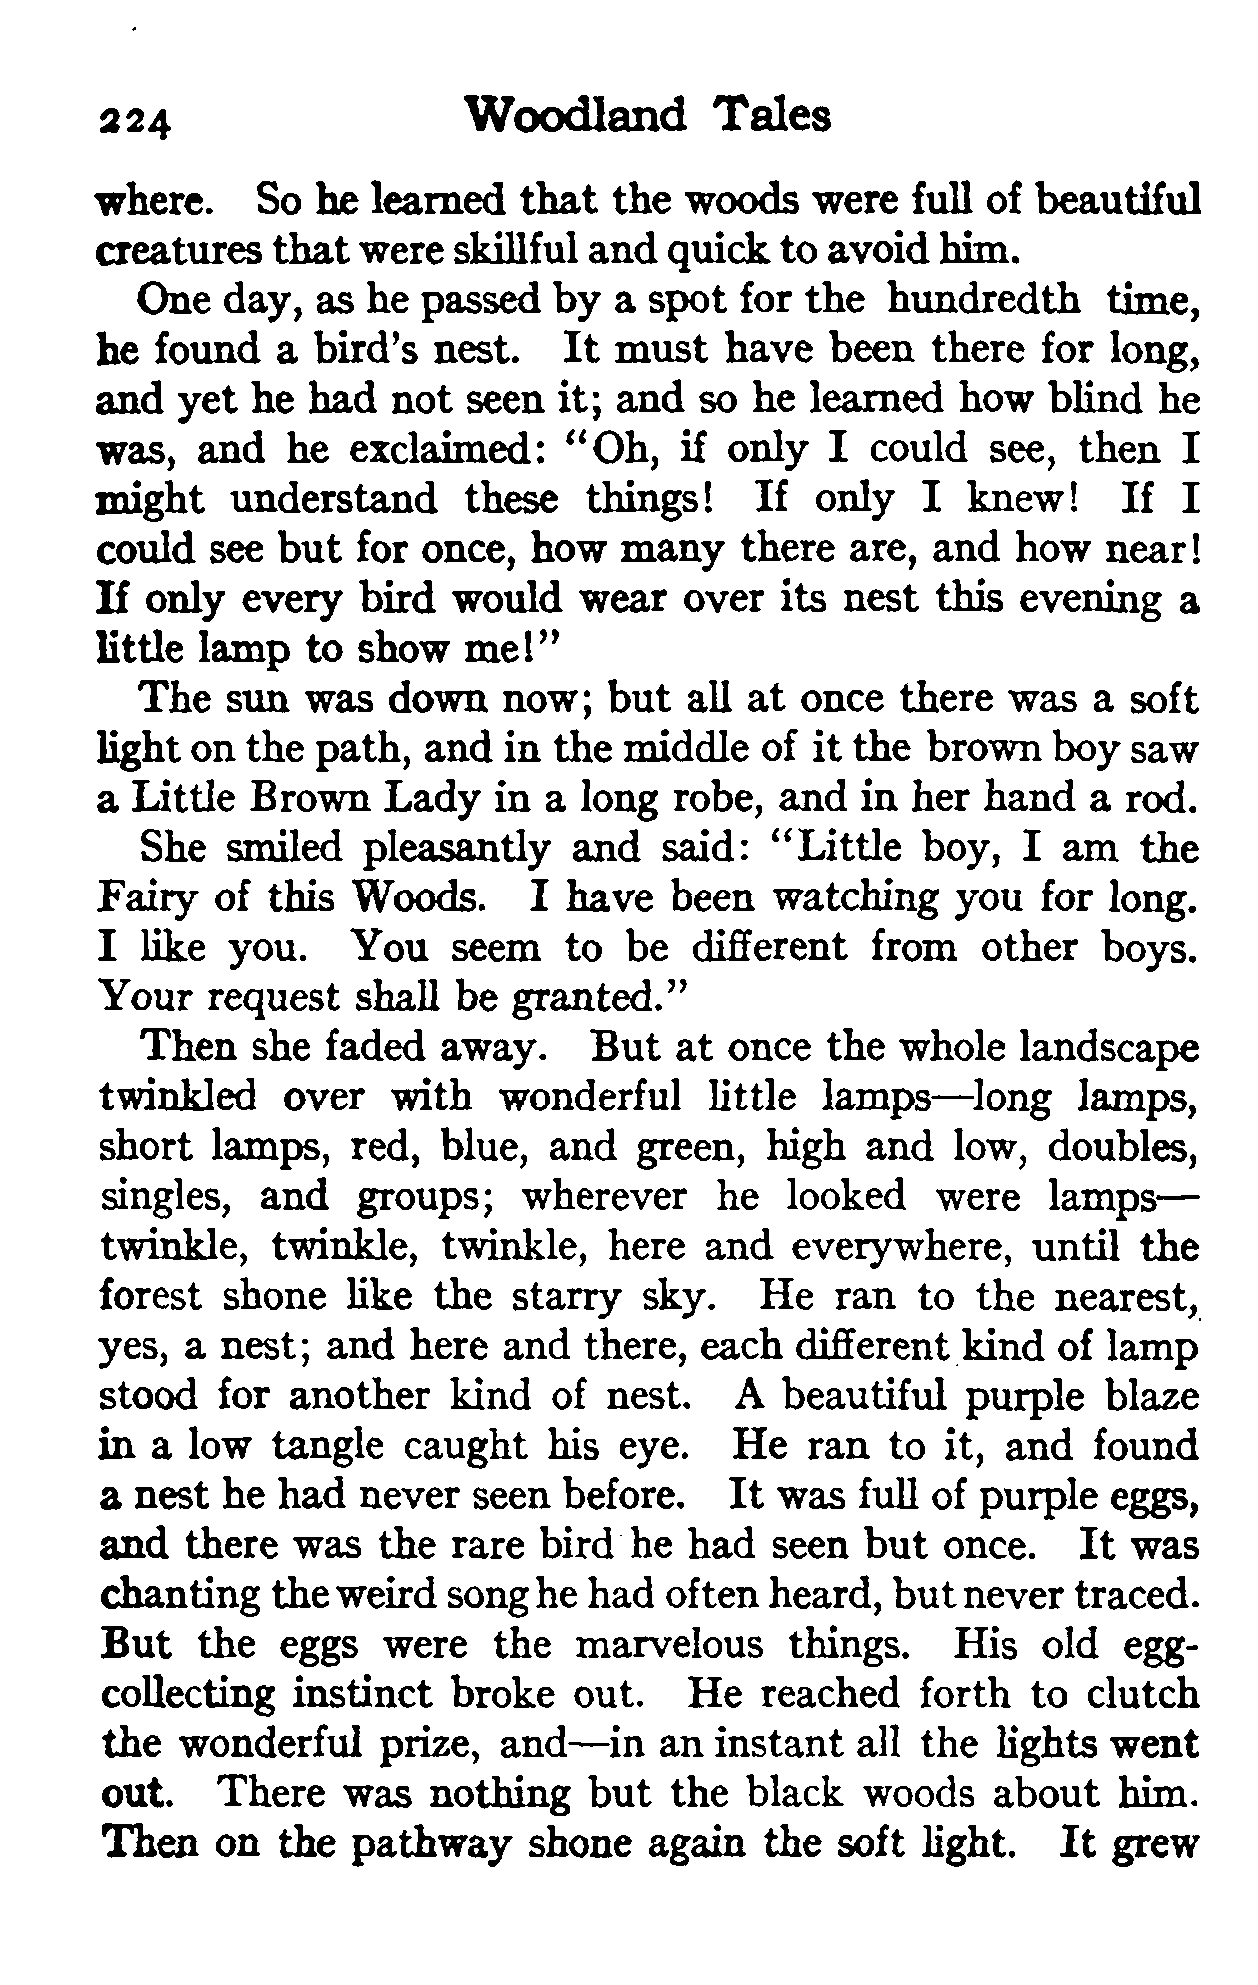 224 Woodland Tales
where. So he learned that the woods were full of beautiful
creatures that were skillful and quick to avoid him.
One day, as he passed by a spot for the hundredth time,
he found a bird's nest. It must have been there for long,
and yet he had not seen it; and so he learned how blind he
was, and he exclaimed: "Oh, if only I could see, then I
might understand these things! If only I knew! If I
could see but for once, how many there are, and how near!
If only every bird would wear over its nest this evening a
little lamp to show me!"
The sun was down now; but all at once there was a soft
light on the path, and in the middle of it the brown boy saw
a Little Brown Lady in a long robe, and in her hand a rod.
She smiled pleasantly and said: "Little boy, I am the
Fairy of this Woods. I have been watching you for long.
I like you. You seem to be different from other boys.
Your request shall be granted."
Then she faded away. But at once the whole landscape
twinkled over with wonderful little lamps—long lamps,
short lamps, red, blue, and green, high and low, doubles,
singles, and groups; wherever he looked were lamps—
twinkle, twinkle, twinkle, here and everywhere, until the
forest shone like the starry sky. He ran to the nearest,
yes, a nest; and here and there, each different kind of lamp
stood for another kind of nest. A beautiful purple blaze
in a low tangle caught his eye. He ran to it, and found
a nest he had never seen before. It was full of purple eggs,
and there was the rare bird he had seen but once. It was
chanting the weird song he had often heard, but never traced.
But the eggs were the marvelous things. His old egg-
collecting instinct broke out. He reached forth to clutch
the wonderful prize, and—in an instant all the lights went
out. There was nothing but the black woods about him.
Then on the pathway shone again the soft light. It grew